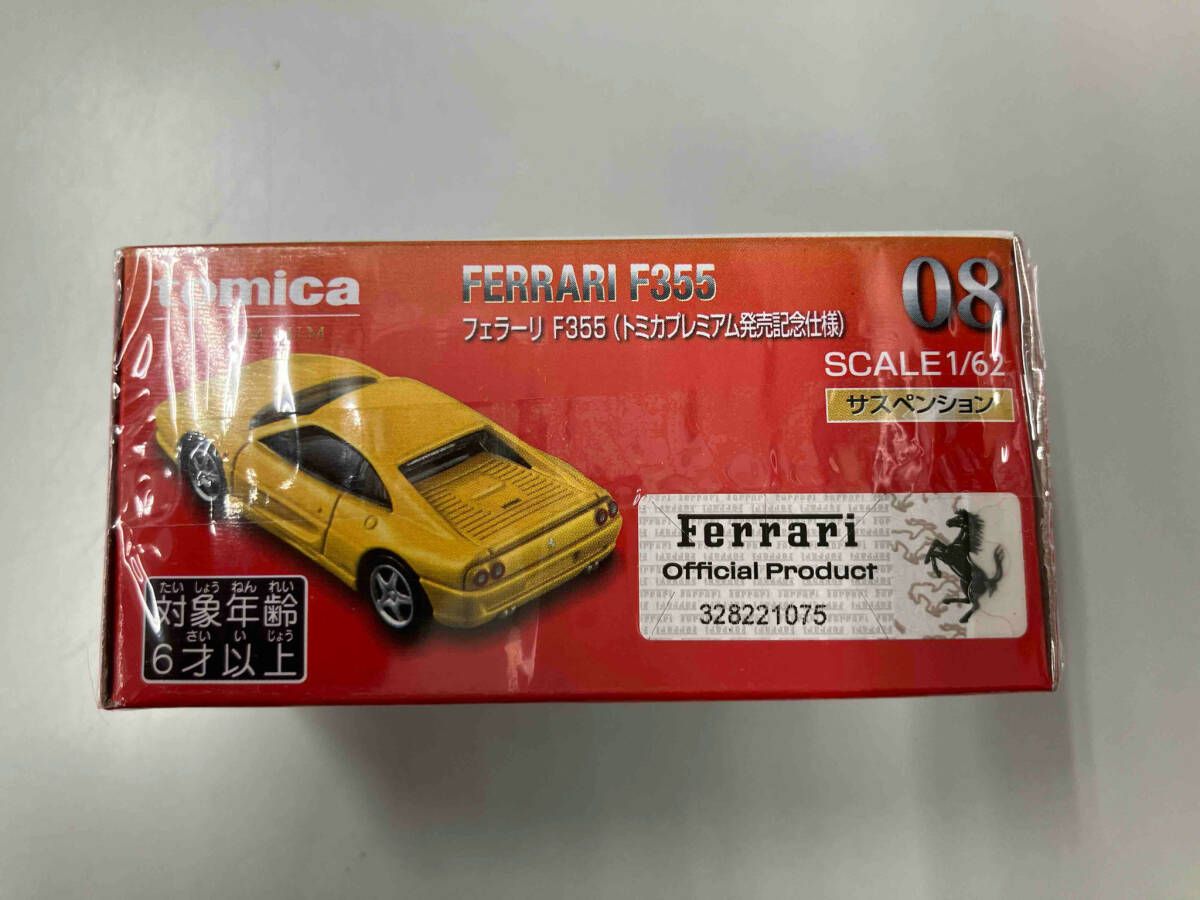 tomica
FERRARI F355
フェラーリ F355 (トミカプレミアム発売記念仕様)
08
SCALE 1/62
サスペンション
Ferrari
Official Product
328221075
たい しょう ねん れい
対象年齢
さい い じょう
6才以上